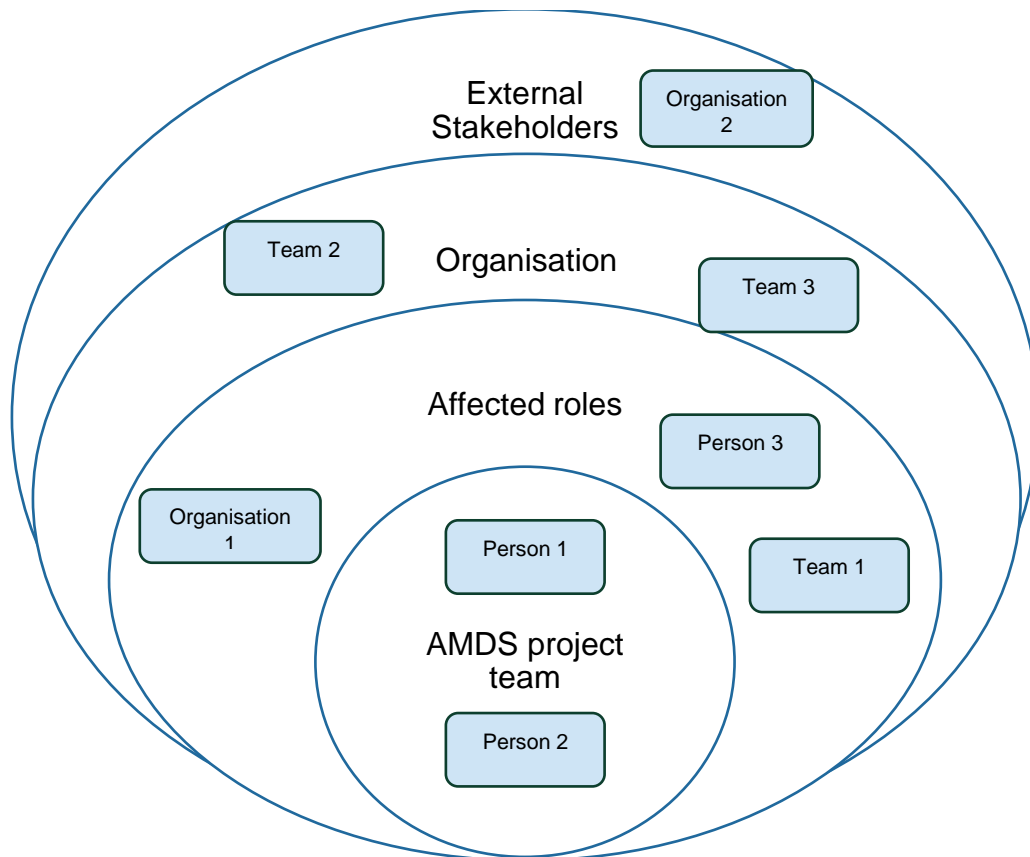 External
Stakeholders
Organisation
2
Team 2
Organisation
Team 3
Affected roles
Person 3
Organisation
1
Person 1
Team 1
AMDS project
team
Person 2